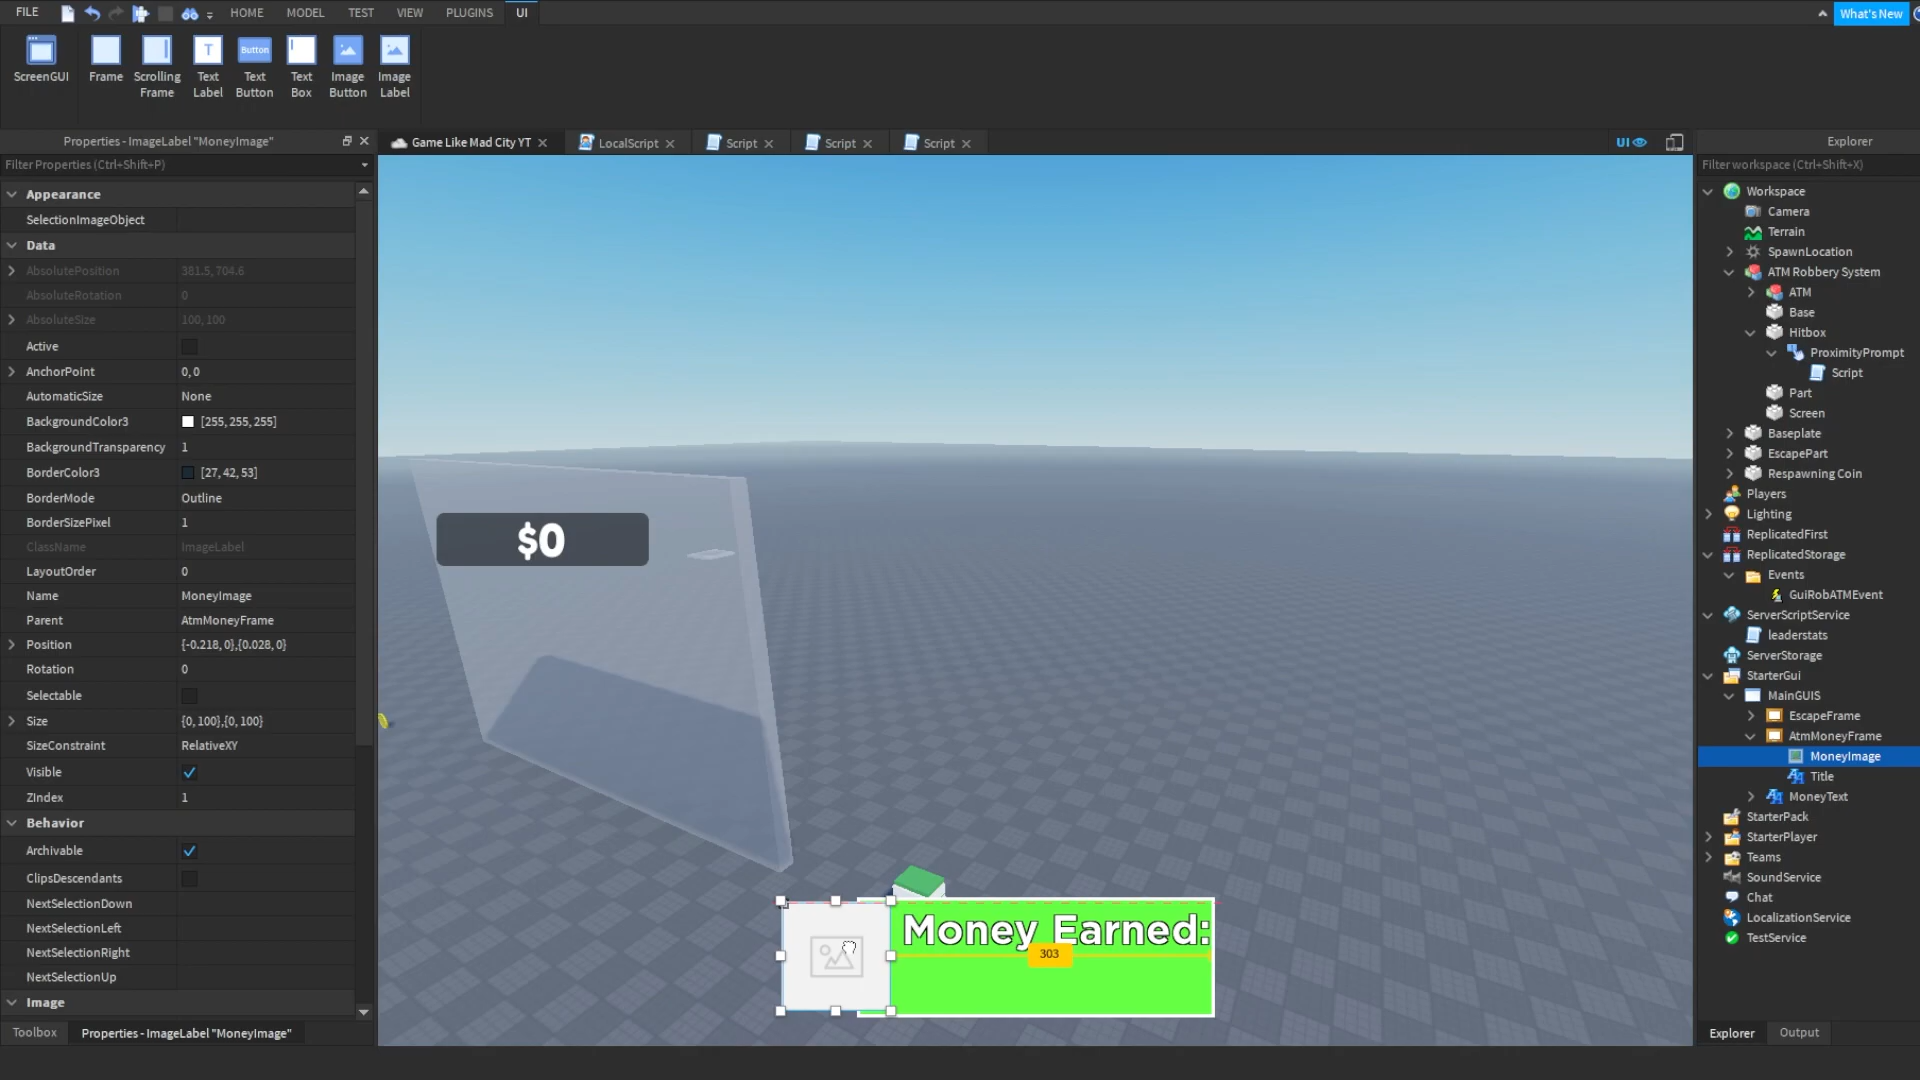 FILE
HOME
MODEL
TEST
VIEW
PLUGINS
UI
What's New
ScreenGUI
Frame
Scrolling
Frame
T
Text
Label
Button
Text
Button
Text
Box
Image
Button
Image
Label
Properties - ImageLabel "MoneyImage"
Filter Properties (Ctrl+Shift+P)
Appearance
SelectionImageObject
Data
AbsolutePosition 381.5, 704.6
AbsoluteRotation 0
AbsoluteSize 100, 100
Active
AnchorPoint 0, 0
AutomaticSize None
BackgroundColor3 [255, 255, 255]
BackgroundTransparency 1
BorderColor3 [27, 42, 53]
BorderMode Outline
BorderSizePixel 1
ClassName ImageLabel
LayoutOrder 0
Name MoneyImage
Parent AtmMoneyFrame
Position {-0.218, 0},{0.028, 0}
Rotation 0
Selectable
Size {0, 100},{0, 100}
SizeConstraint RelativeXY
Visible
ZIndex 1
Behavior
Archivable
ClipsDescendants
NextSelectionDown
NextSelectionLeft
NextSelectionRight
NextSelectionUp
Image
Toolbox
Properties - ImageLabel "MoneyImage"
Game Like Mad City YT
LocalScript
Script
Script
Script
UI
$0
Money Earned:
303
Explorer
Filter workspace (Ctrl+Shift+X)
Workspace
Camera
Terrain
SpawnLocation
ATM Robbery System
ATM
Base
Hitbox
ProximityPrompt
Script
Part
Screen
Baseplate
EscapePart
Respawning Coin
Players
Lighting
ReplicatedFirst
ReplicatedStorage
Events
GuiRobATMEvent
ServerScriptService
leaderstats
ServerStorage
StarterGui
MainGUIS
EscapeFrame
AtmMoneyFrame
MoneyImage
Title
MoneyText
StarterPack
StarterPlayer
Teams
SoundService
Chat
LocalizationService
TestService
Explorer
Output